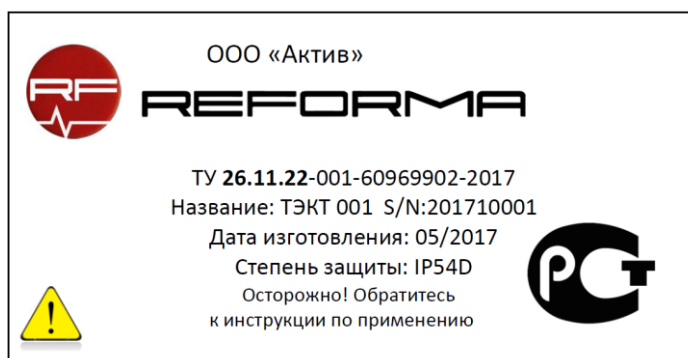 ООО «Актив»
RF
REFORMA
ТУ 26.11.22-001-60969902-2017
Название: ТЭКТ 001 S/N:201710001
Дата изготовления: 05/2017
Степень защиты: IP54D
Осторожно! Обратитесь
к инструкции по применению
РСТ
!